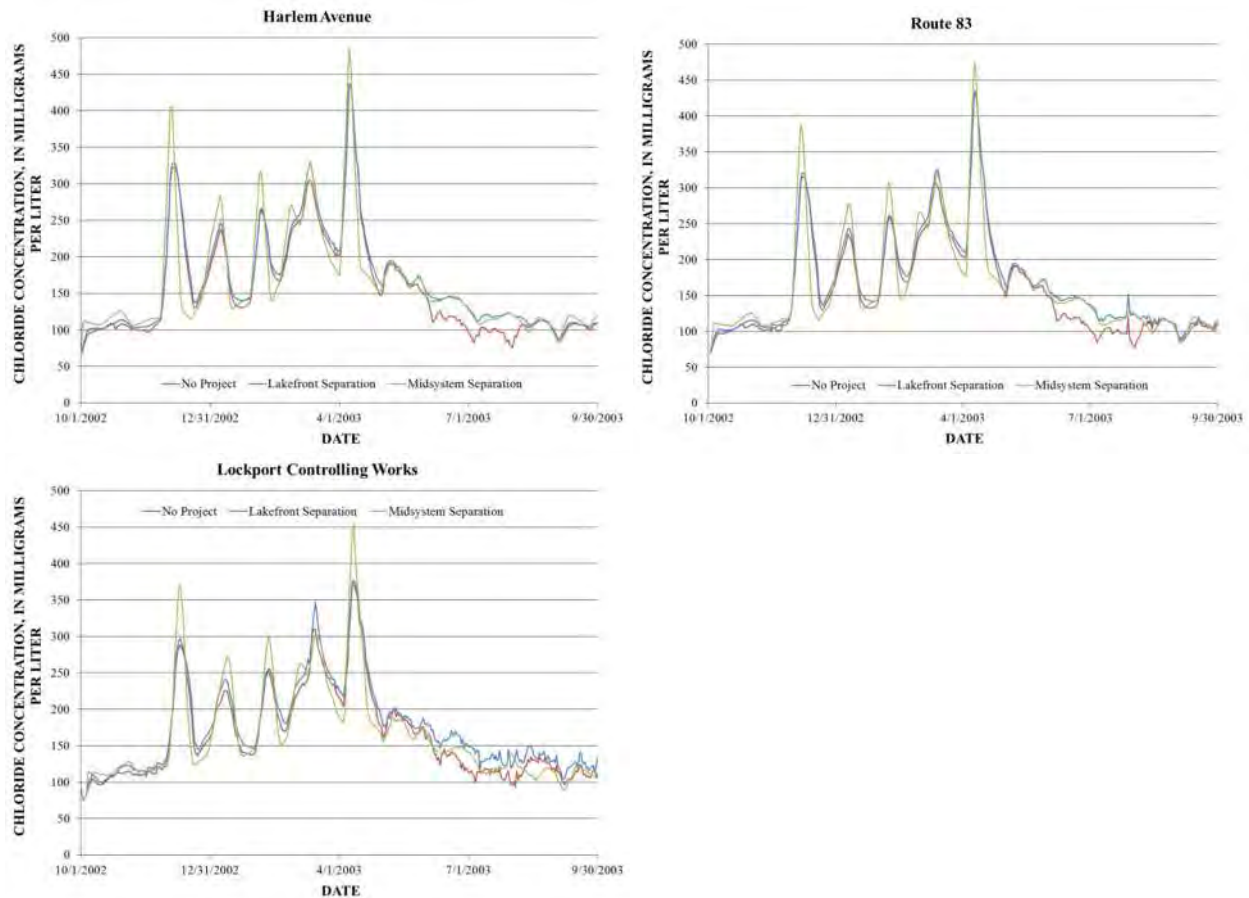 Harlem Avenue
CHLORIDE CONCENTRATION, IN MILLIGRAMS
PER LITER
500
450
400
350
300
250
200
150
100
50
0
No Project Lakefront Separation Midsystem Separation
10/1/2002 12/31/2002 4/1/2003 7/1/2003 9/30/2003
DATE
Route 83
CHLORIDE CONCENTRATION, IN MILLIGRAMS
PER LITER
500
450
400
350
300
250
200
150
100
50
0
No Project Lakefront Separation Midsystem Separation
10/1/2002 12/31/2002 4/1/2003 7/1/2003 9/30/2003
DATE
Lockport Controlling Works
CHLORIDE CONCENTRATION, IN MILLIGRAMS
PER LITER
500
No Project Lakefront Separation Midsystem Separation
450
400
350
300
250
200
150
100
50
0
10/1/2002 12/31/2002 4/1/2003 7/1/2003 9/30/2003
DATE